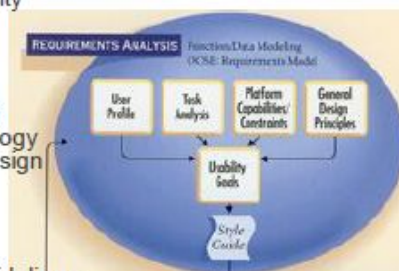 ity
REQUIREMENTS ANALYSIS
Function/Data Modeling
OOSE: Requirements Model
User
Profile
Task
Analysis
Platform
Capabilities/
Constraints
General
Design
Principles
ogy
sign
Usability
Goals
Style
Guide